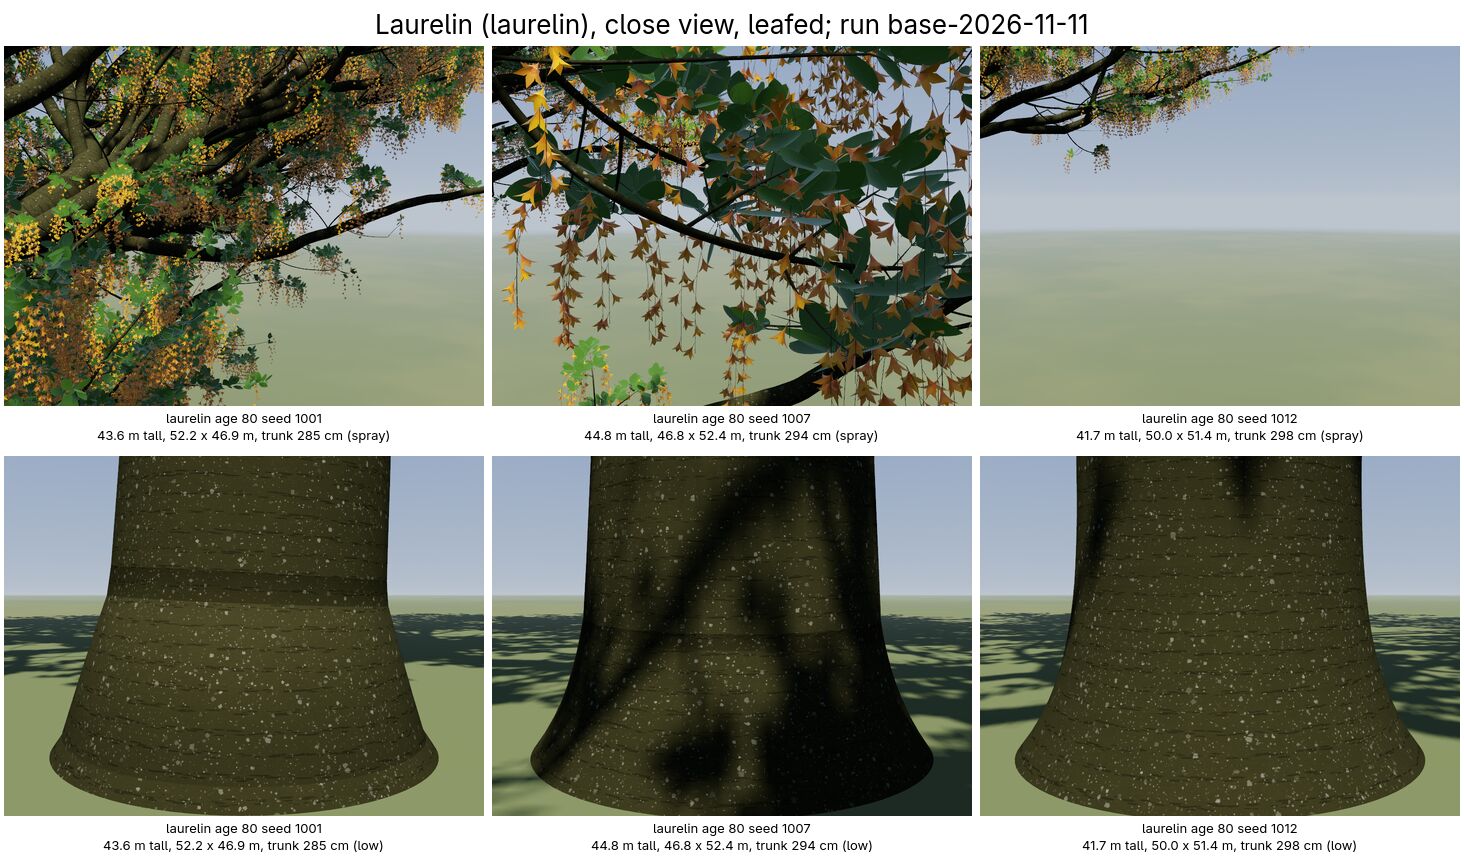 Laurelin (laurelin), close view, leafed; run base-2026-11-11
laurelin age 80 seed 1001
43.6 m tall, 52.2 x 46.9 m, trunk 285 cm (spray)
laurelin age 80 seed 1007
44.8 m tall, 46.8 x 52.4 m, trunk 294 cm (spray)
laurelin age 80 seed 1012
41.7 m tall, 50.0 x 51.4 m, trunk 298 cm (spray)
laurelin age 80 seed 1001
43.6 m tall, 52.2 x 46.9 m, trunk 285 cm (low)
laurelin age 80 seed 1007
44.8 m tall, 46.8 x 52.4 m, trunk 294 cm (low)
laurelin age 80 seed 1012
41.7 m tall, 50.0 x 51.4 m, trunk 298 cm (low)